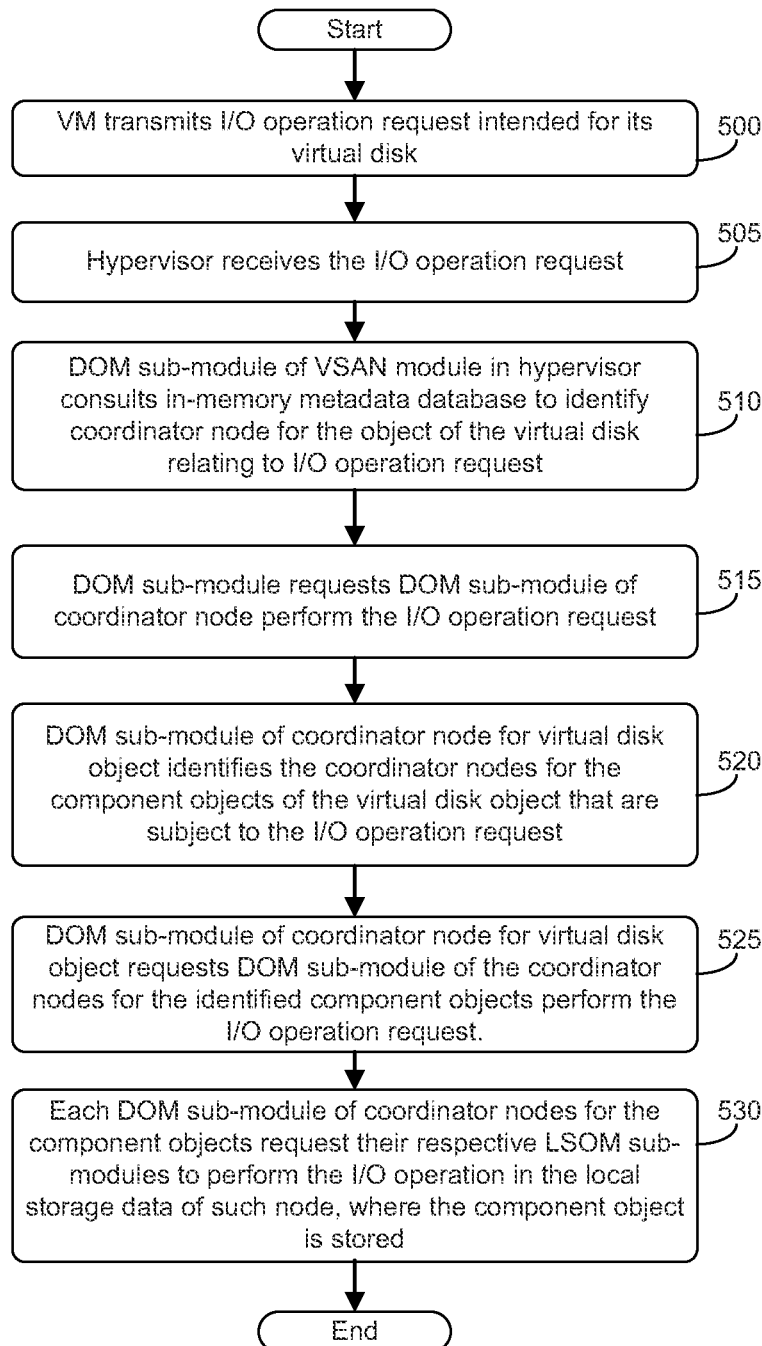 Start
VM transmits I/O operation request intended for its
virtual disk
500
Hypervisor receives the I/O operation request
505
DOM sub-module of VSAN module in hypervisor
consults in-memory metadata database to identify
coordinator node for the object of the virtual disk
relating to I/O operation request
510
DOM sub-module requests DOM sub-module of
coordinator node perform the I/O operation request
515
DOM sub-module of coordinator node for virtual disk
object identifies the coordinator nodes for the
component objects of the virtual disk object that are
subject to the I/O operation request
520
DOM sub-module of coordinator node for virtual disk
object requests DOM sub-module of the coordinator
nodes for the identified component objects perform the
I/O operation request.
525
Each DOM sub-module of coordinator nodes for the
component objects request their respective LSOM sub-
modules to perform the I/O operation in the local
storage data of such node, where the component object
is stored
530
End